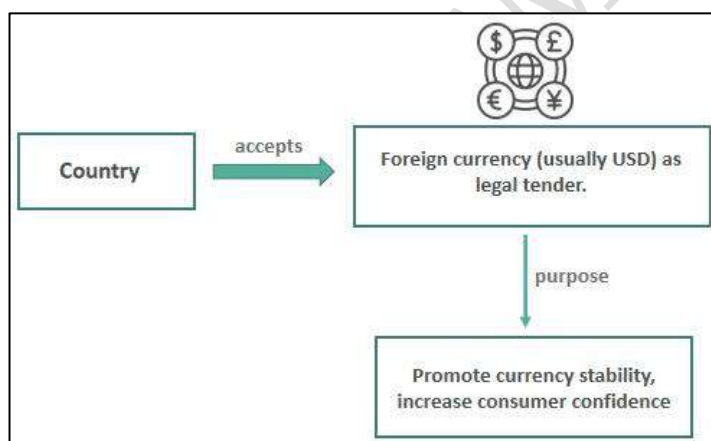 $ £
€ ¥
accepts
Country
Foreign currency (usually USD) as
legal tender.
purpose
Promote currency stability,
increase consumer confidence